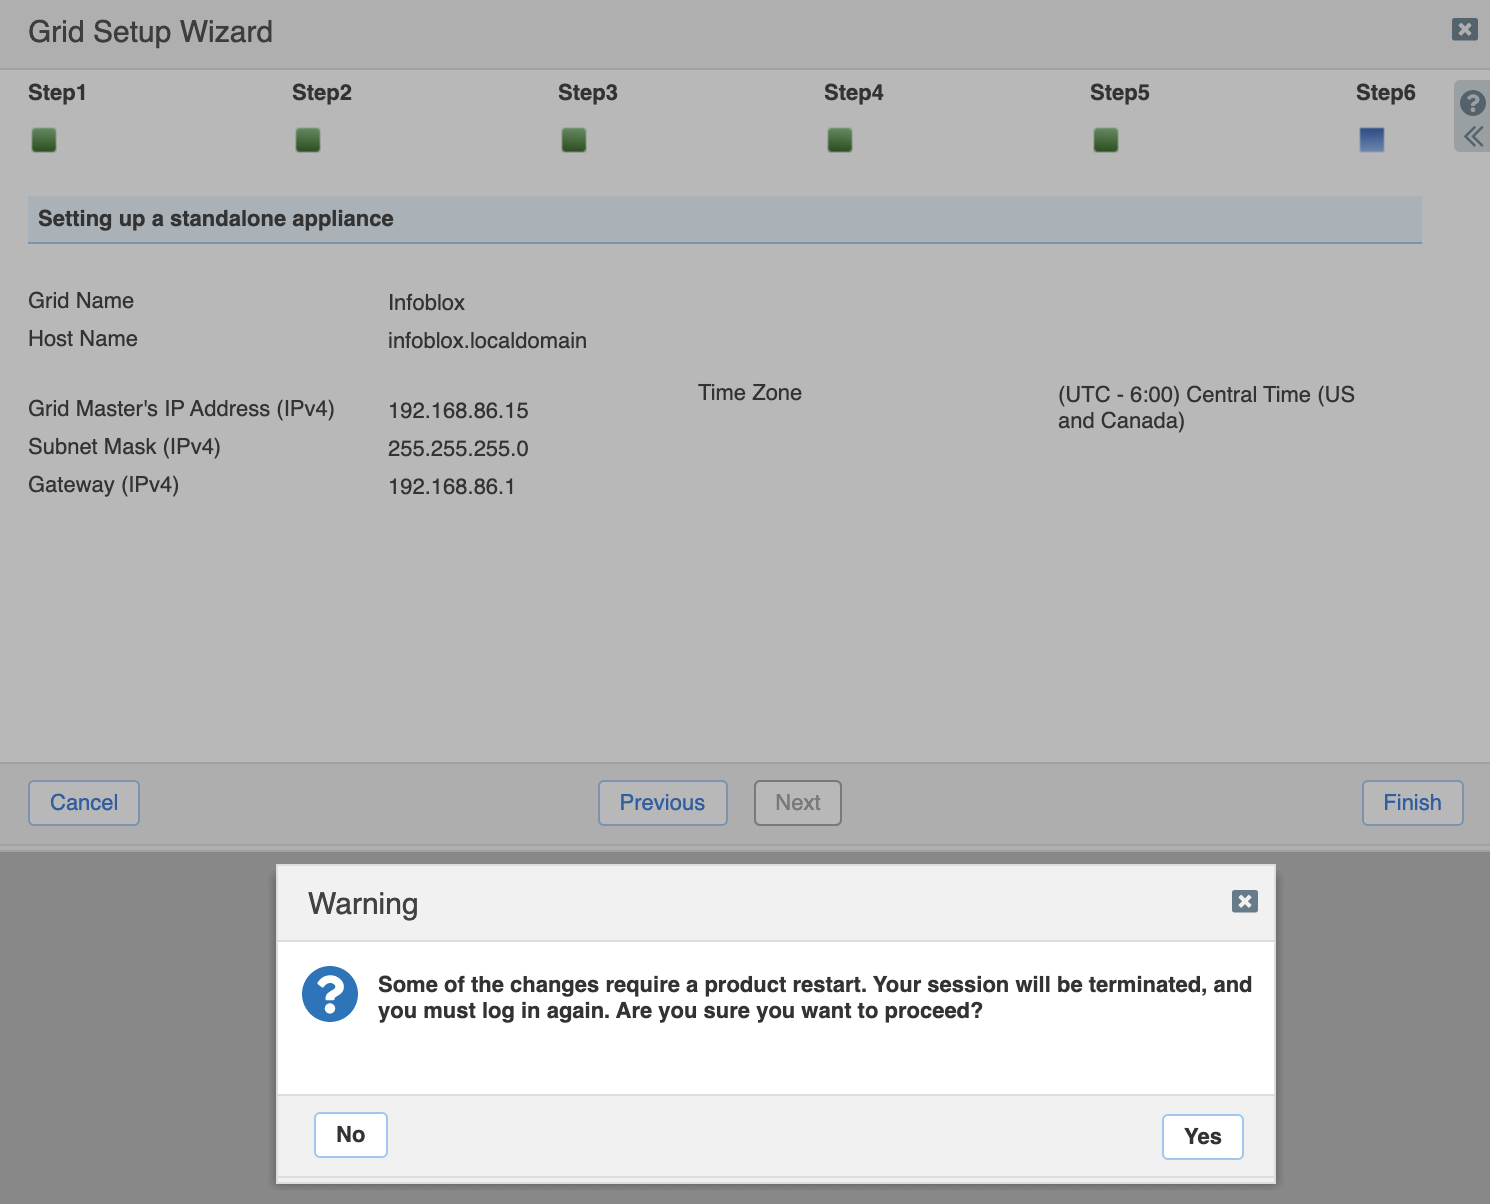 Grid Setup Wizard
Step1 Step2 Step3 Step4 Step5 Step6
Setting up a standalone appliance
Grid Name Infoblox
Host Name infoblox.localdomain
Grid Master's IP Address (IPv4) 192.168.86.15
Subnet Mask (IPv4) 255.255.255.0
Gateway (IPv4) 192.168.86.1
Time Zone (UTC - 6:00) Central Time (US
and Canada)
Cancel Previous Next Finish
Warning
Some of the changes require a product restart. Your session will be terminated, and
you must log in again. Are you sure you want to proceed?
No Yes